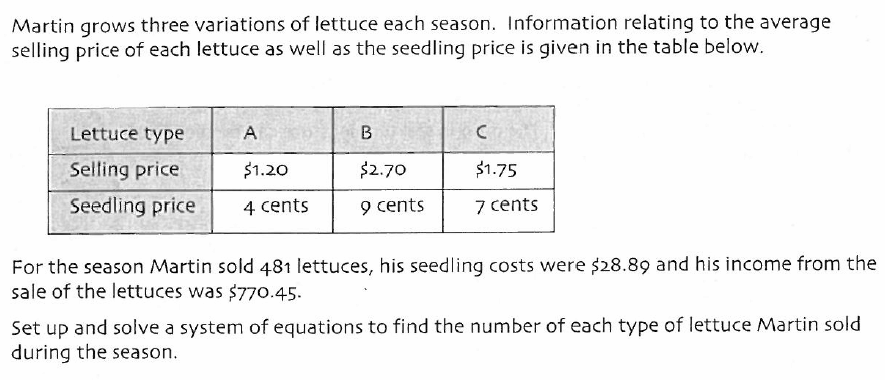 Martin grows three variations of lettuce each season. Information relating to the average
selling price of each lettuce as well as the seedling price is given in the table below.
Lettuce type A B C
Selling price $1.20 $2.70 $1.75
Seedling price 4 cents 9 cents 7 cents
For the season Martin sold 481 lettuces, his seedling costs were $28.89 and his income from the
sale of the lettuces was $770.45.
Set up and solve a system of equations to find the number of each type of lettuce Martin sold
during the season.